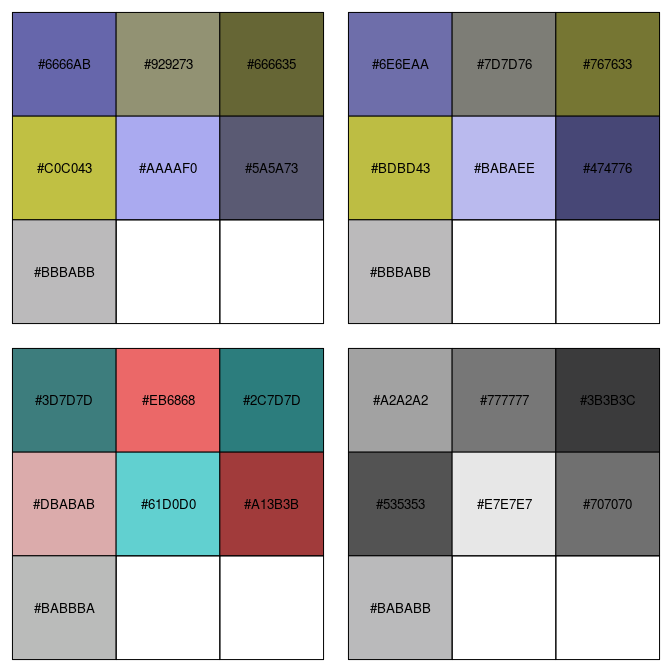 #6666AB #929273 #666635
#C0C043 #AAAAF0 #5A5A73
#BBBABB
#6E6EAA #7D7D76 #767633
#BDBD43 #BABAEE #474776
#BBBABB
#3D7D7D #EB6868 #2C7D7D
#DBABAB #61D0D0 #A13B3B
#BABBBA
#A2A2A2 #777777 #3B3B3C
#535353 #E7E7E7 #707070
#BABABB